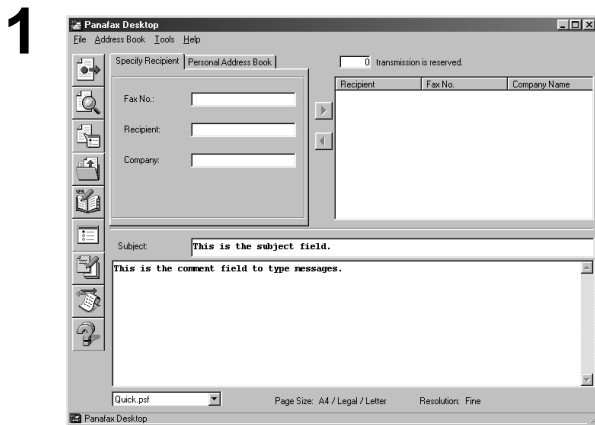 1
Panafax Desktop
File Address Book Tools Help
Specify Recipient Personal Address Book
0 transmission is reserved.
Recipient Fax No. Company Name
Fax No.:
Recipient:
Company:
Subject: This is the subject field.
This is the comment field to type messages.
Quick.psf Page Size: A4 / Legal / Letter Resolution: Fine
Panafax Desktop